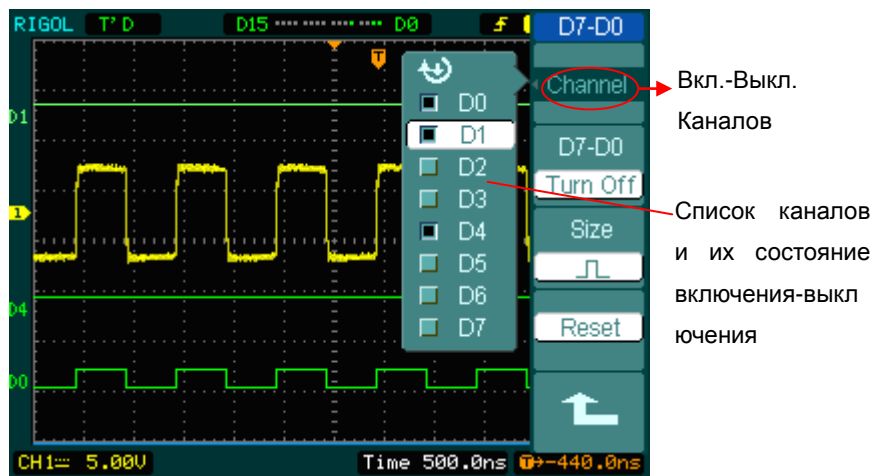 RIGOL T'D D15 D0 D7-D0
Channel
D0
D1
D2
D3
D4
D5
D6
D7
D7-D0
Turn Off
Size
Reset
D1
1
D4
D0
T
CH1 5.00V Time 500.0ns T→-440.0ns
Вкл.-Выкл.
Каналов
Список каналов
и их состояние
включения-выкл
ючения